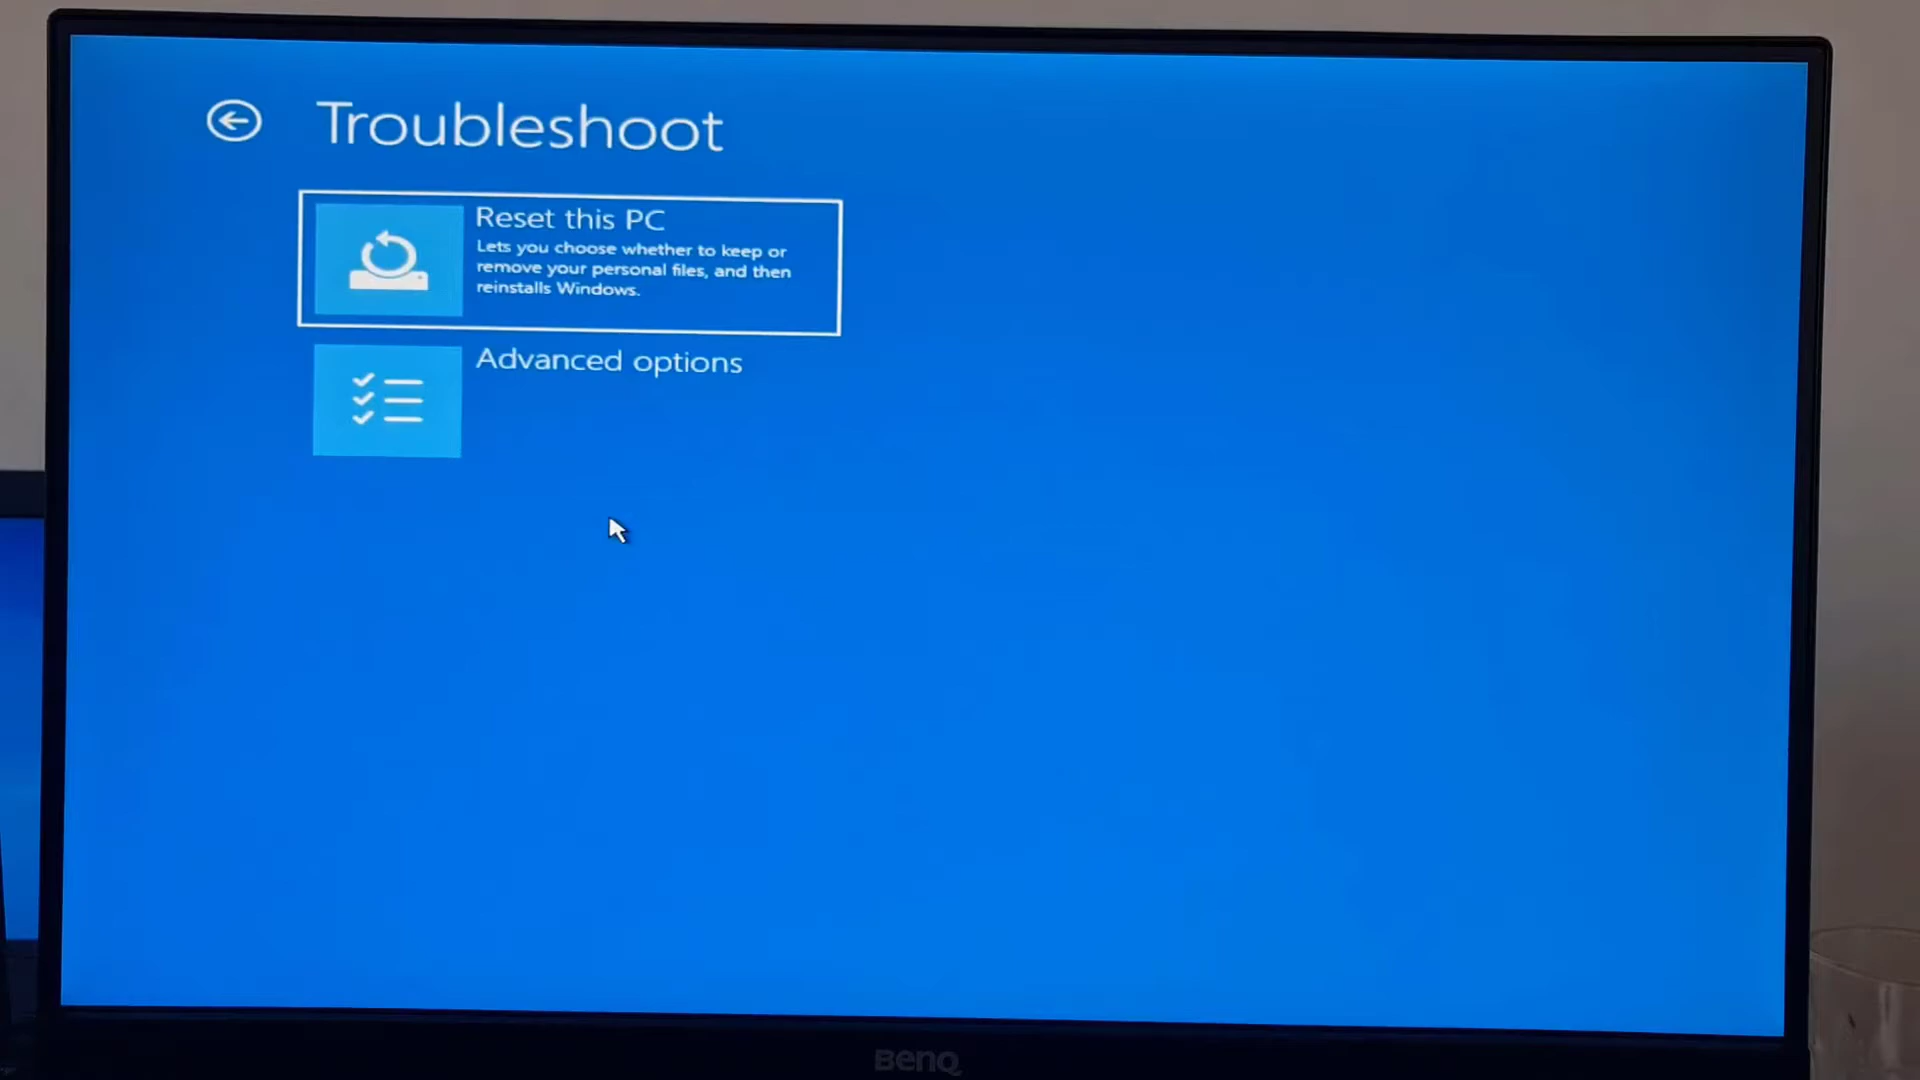 Troubleshoot
Reset this PC
Lets you choose whether to keep or
remove your personal files, and then
reinstalls Windows.
Advanced options
BenQ